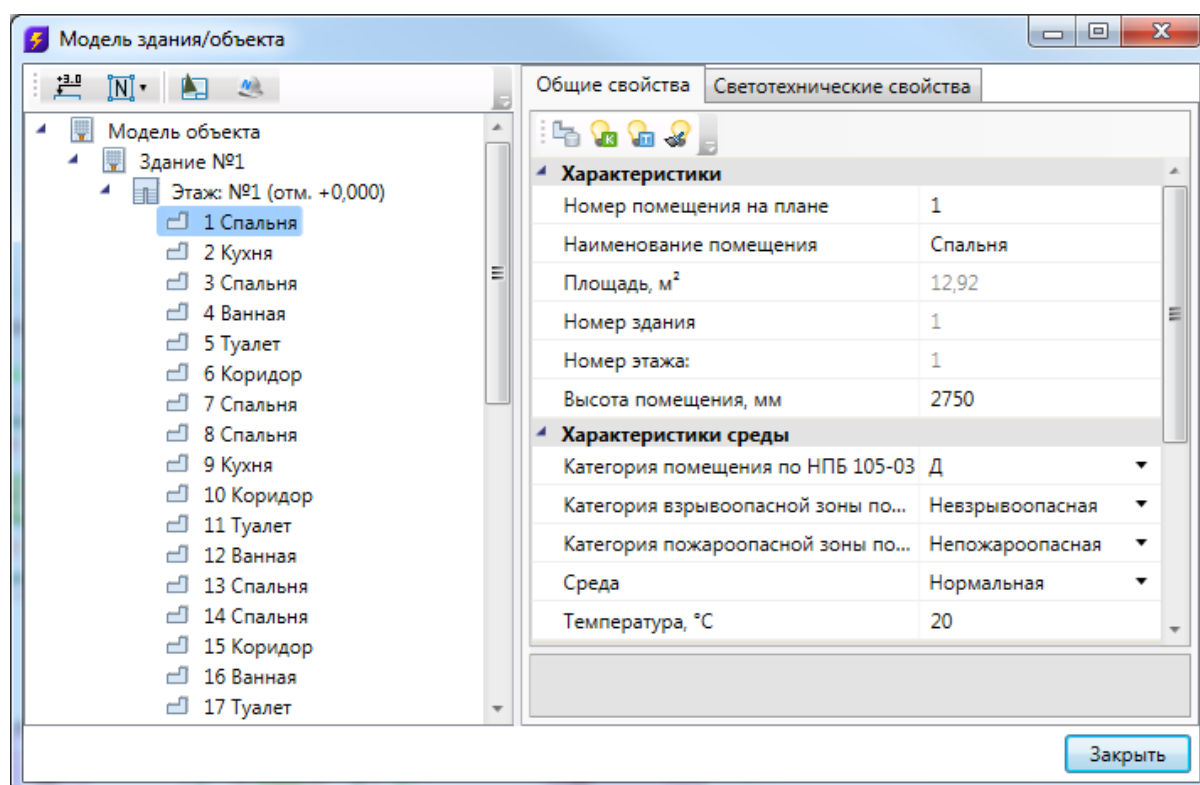 Модель здания/объекта
+3.0
N
Модель объекта
Здание №1
Этаж: №1 (отм. +0,000)
1 Спальня
2 Кухня
3 Спальня
4 Ванная
5 Туалет
6 Коридор
7 Спальня
8 Спальня
9 Кухня
10 Коридор
11 Туалет
12 Ванная
13 Спальня
14 Спальня
15 Коридор
16 Ванная
17 Туалет
Общие свойства Светотехнические свойства
К Т
Характеристики
Номер помещения на плане 1
Наименование помещения Спальня
Площадь, м² 12,92
Номер здания 1
Номер этажа: 1
Высота помещения, мм 2750
Характеристики среды
Категория помещения по НПБ 105-03 Д
Категория взрывоопасной зоны по... Невзрывоопасная
Категория пожароопасной зоны по... Непожароопасная
Среда Нормальная
Температура, °С 20
Закрыть